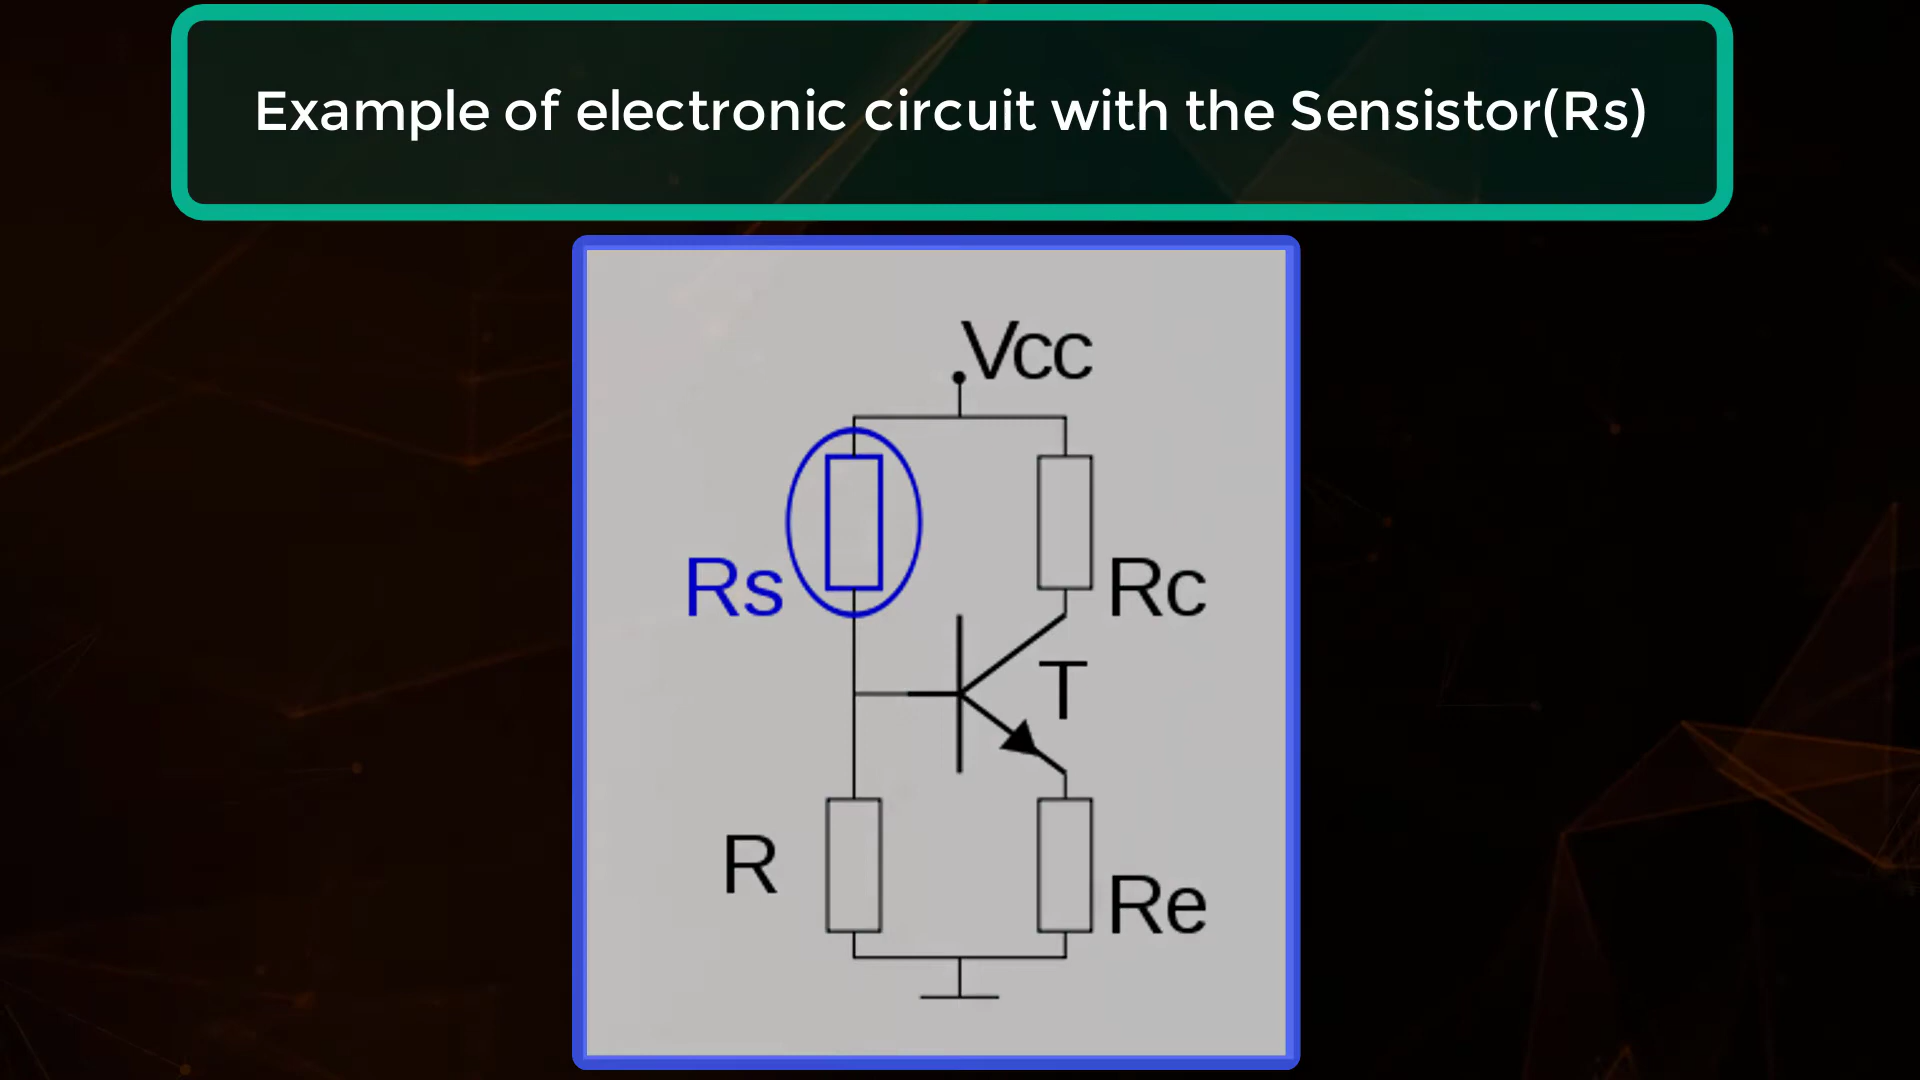 Example of electronic circuit with the Sensistor(Rs)
Vcc
Rs
Rc
T
R
Re